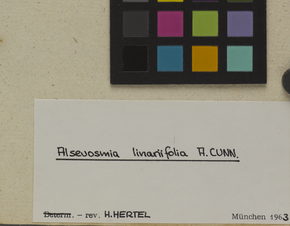 Alseuosmia linariifolia A. CUNN.
Determ. – rev. H. HERTEL München 1963